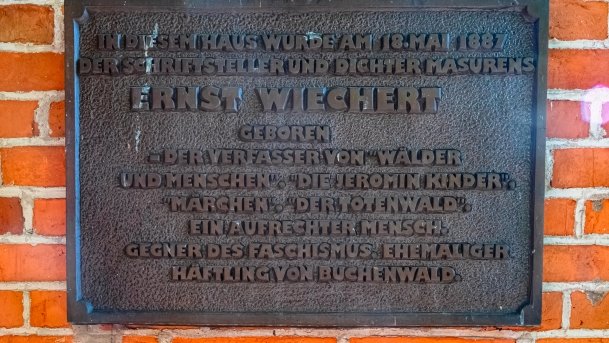 IN DIESEM HAUS WURDE AM 18. MAI 1887
DER SCHRIFTSTELLER UND DICHTER MASURENS
ERNST WIECHERT
GEBOREN
- DER VERFASSER VON "WÄLDER
UND MENSCHEN", "DIE JEROMIN KINDER",
"MÄRCHEN", "DER TOTENWALD",
EIN AUFRECHTER MENSCH,
GEGNER DES FASCHISMUS, EHEMALIGER
HÄFTLING VON BUCHENWALD.